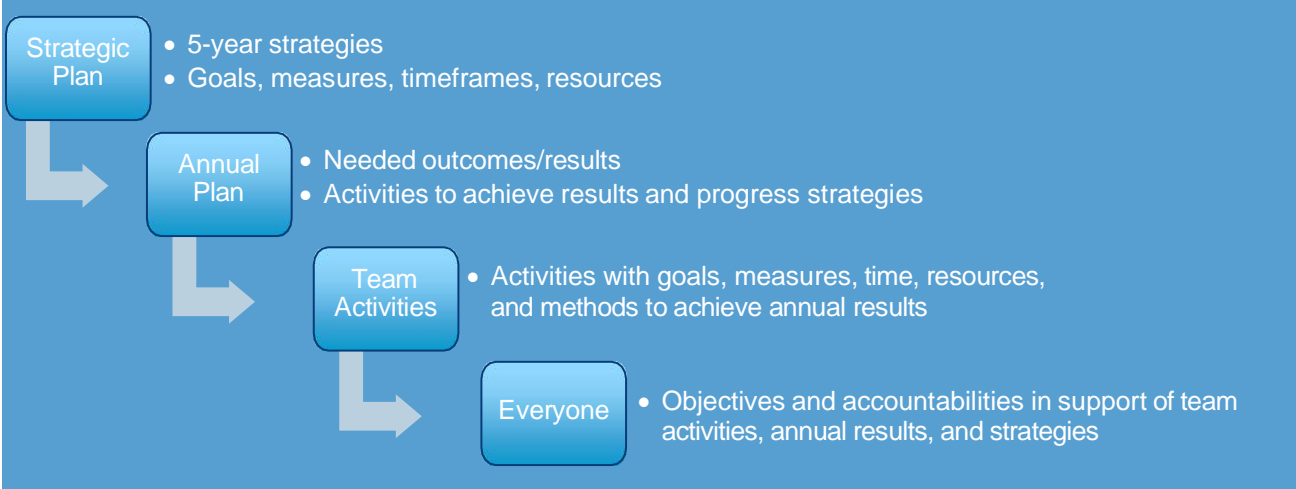 Strategic
Plan
• 5-year strategies
• Goals, measures, timeframes, resources
Annual
Plan
• Needed outcomes/results
• Activities to achieve results and progress strategies
Team
Activities
• Activities with goals, measures, time, resources,
and methods to achieve annual results
Everyone
• Objectives and accountabilities in support of team
activities, annual results, and strategies